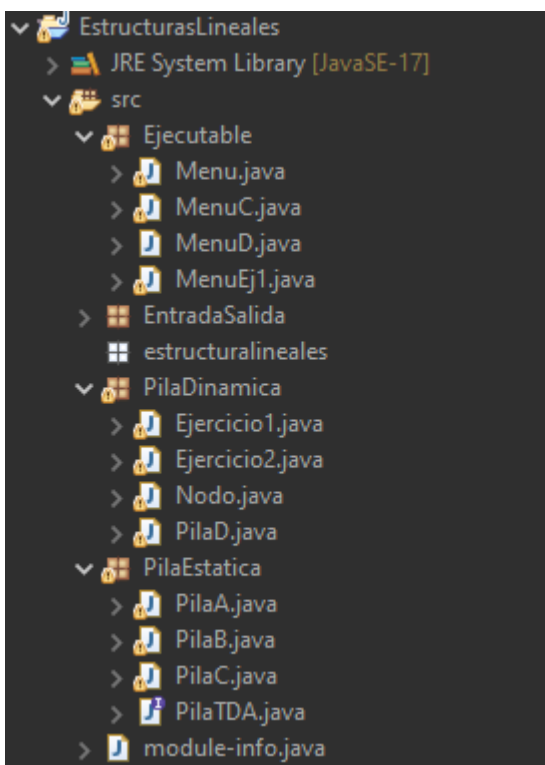 EstructurasLineales
JRE System Library [JavaSE-17]
src
Ejecutable
Menu.java
MenuC.java
MenuD.java
MenuEj1.java
EntradaSalida
estructuralineales
PilaDinamica
Ejercicio1.java
Ejercicio2.java
Nodo.java
PilaD.java
PilaEstatica
PilaA.java
PilaB.java
PilaC.java
PilaTDA.java
module-info.java